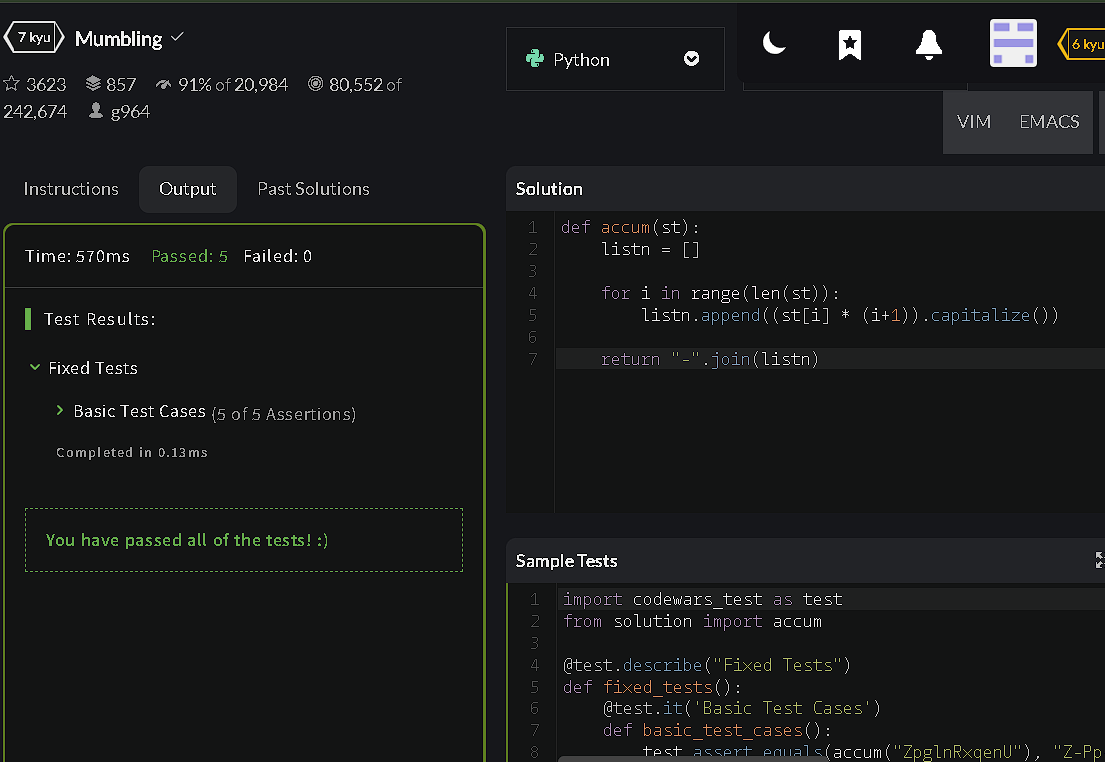 7 kyu Mumbling
3623 857 91% of 20,984 80,552 of
242,674 g964
Python
6 kyu
VIM EMACS
Instructions Output Past Solutions
Time: 570ms Passed: 5 Failed: 0
Test Results:
Fixed Tests
Basic Test Cases (5 of 5 Assertions)
Completed in 0.13ms
You have passed all of the tests! :)
Solution
1 def accum(st):
2     listn = []
3
4     for i in range(len(st)):
5         listn.append((st[i] * (i+1)).capitalize())
6
7     return "-".join(listn)
Sample Tests
1 import codewars_test as test
2 from solution import accum
3
4 @test.describe("Fixed Tests")
5 def fixed_tests():
6     @test.it('Basic Test Cases')
7     def basic_test_cases():
8         test.assert_equals(accum("ZpglnRxqenU"), "Z-Pp